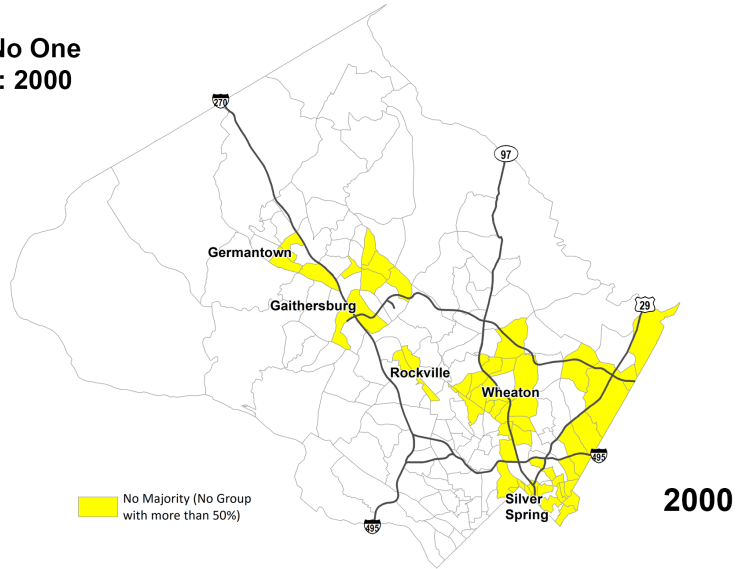 No One
: 2000
270
97
Germantown
29
Gaithersburg
Rockville
Wheaton
495
No Majority (No Group
with more than 50%)
Silver
Spring
2000
495